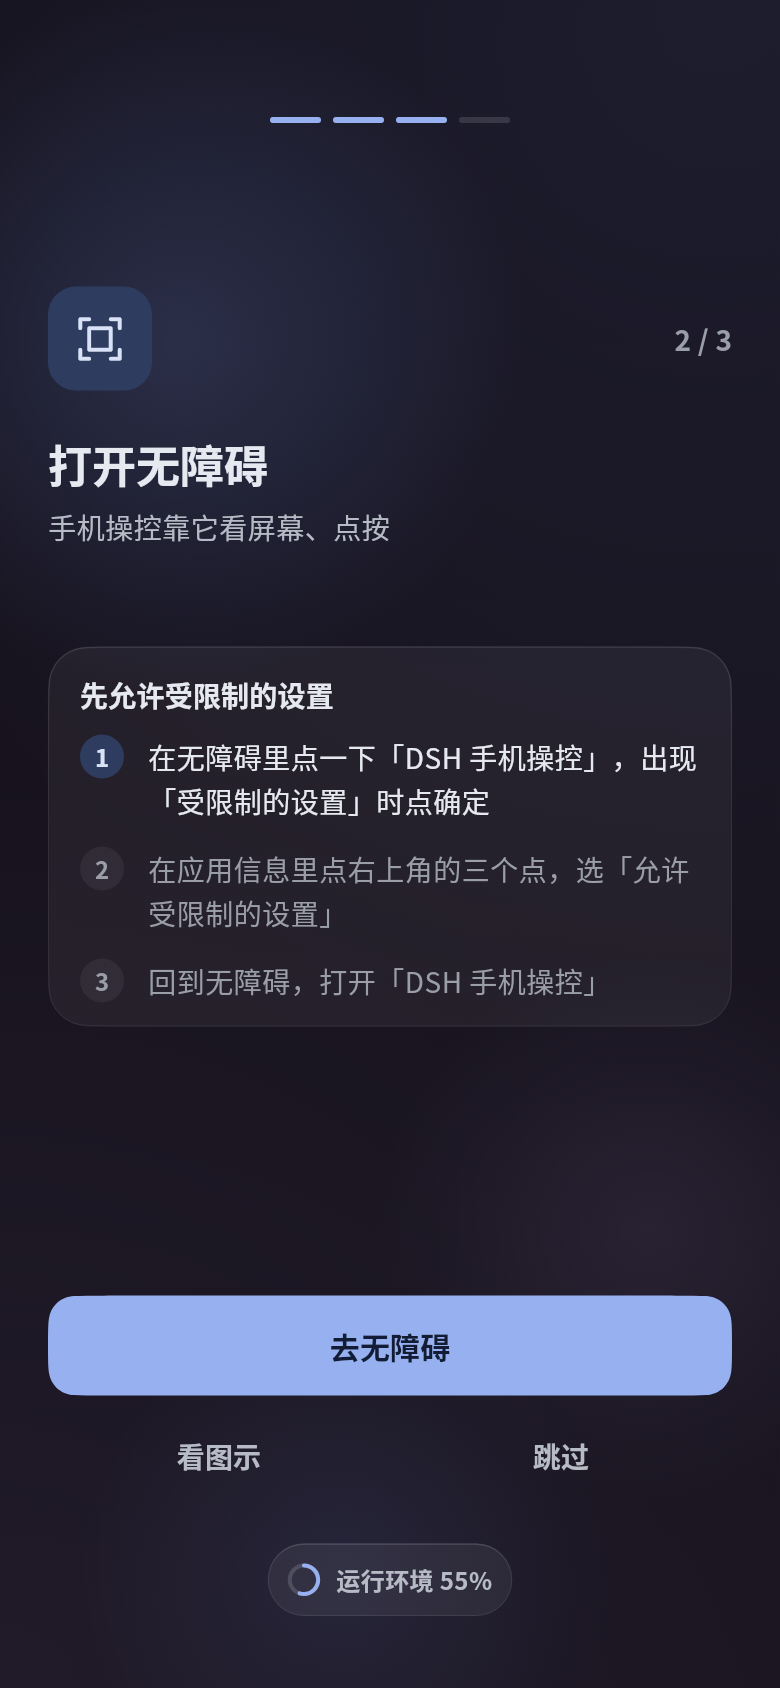 2 / 3
打开无障碍
手机操控靠它看屏幕、点按
先允许受限制的设置
1 在无障碍里点一下「DSH 手机操控」，出现
「受限制的设置」时点确定
2 在应用信息里点右上角的三个点，选「允许
受限制的设置」
3 回到无障碍，打开「DSH 手机操控」
去无障碍
看图示 跳过
运行环境 55%